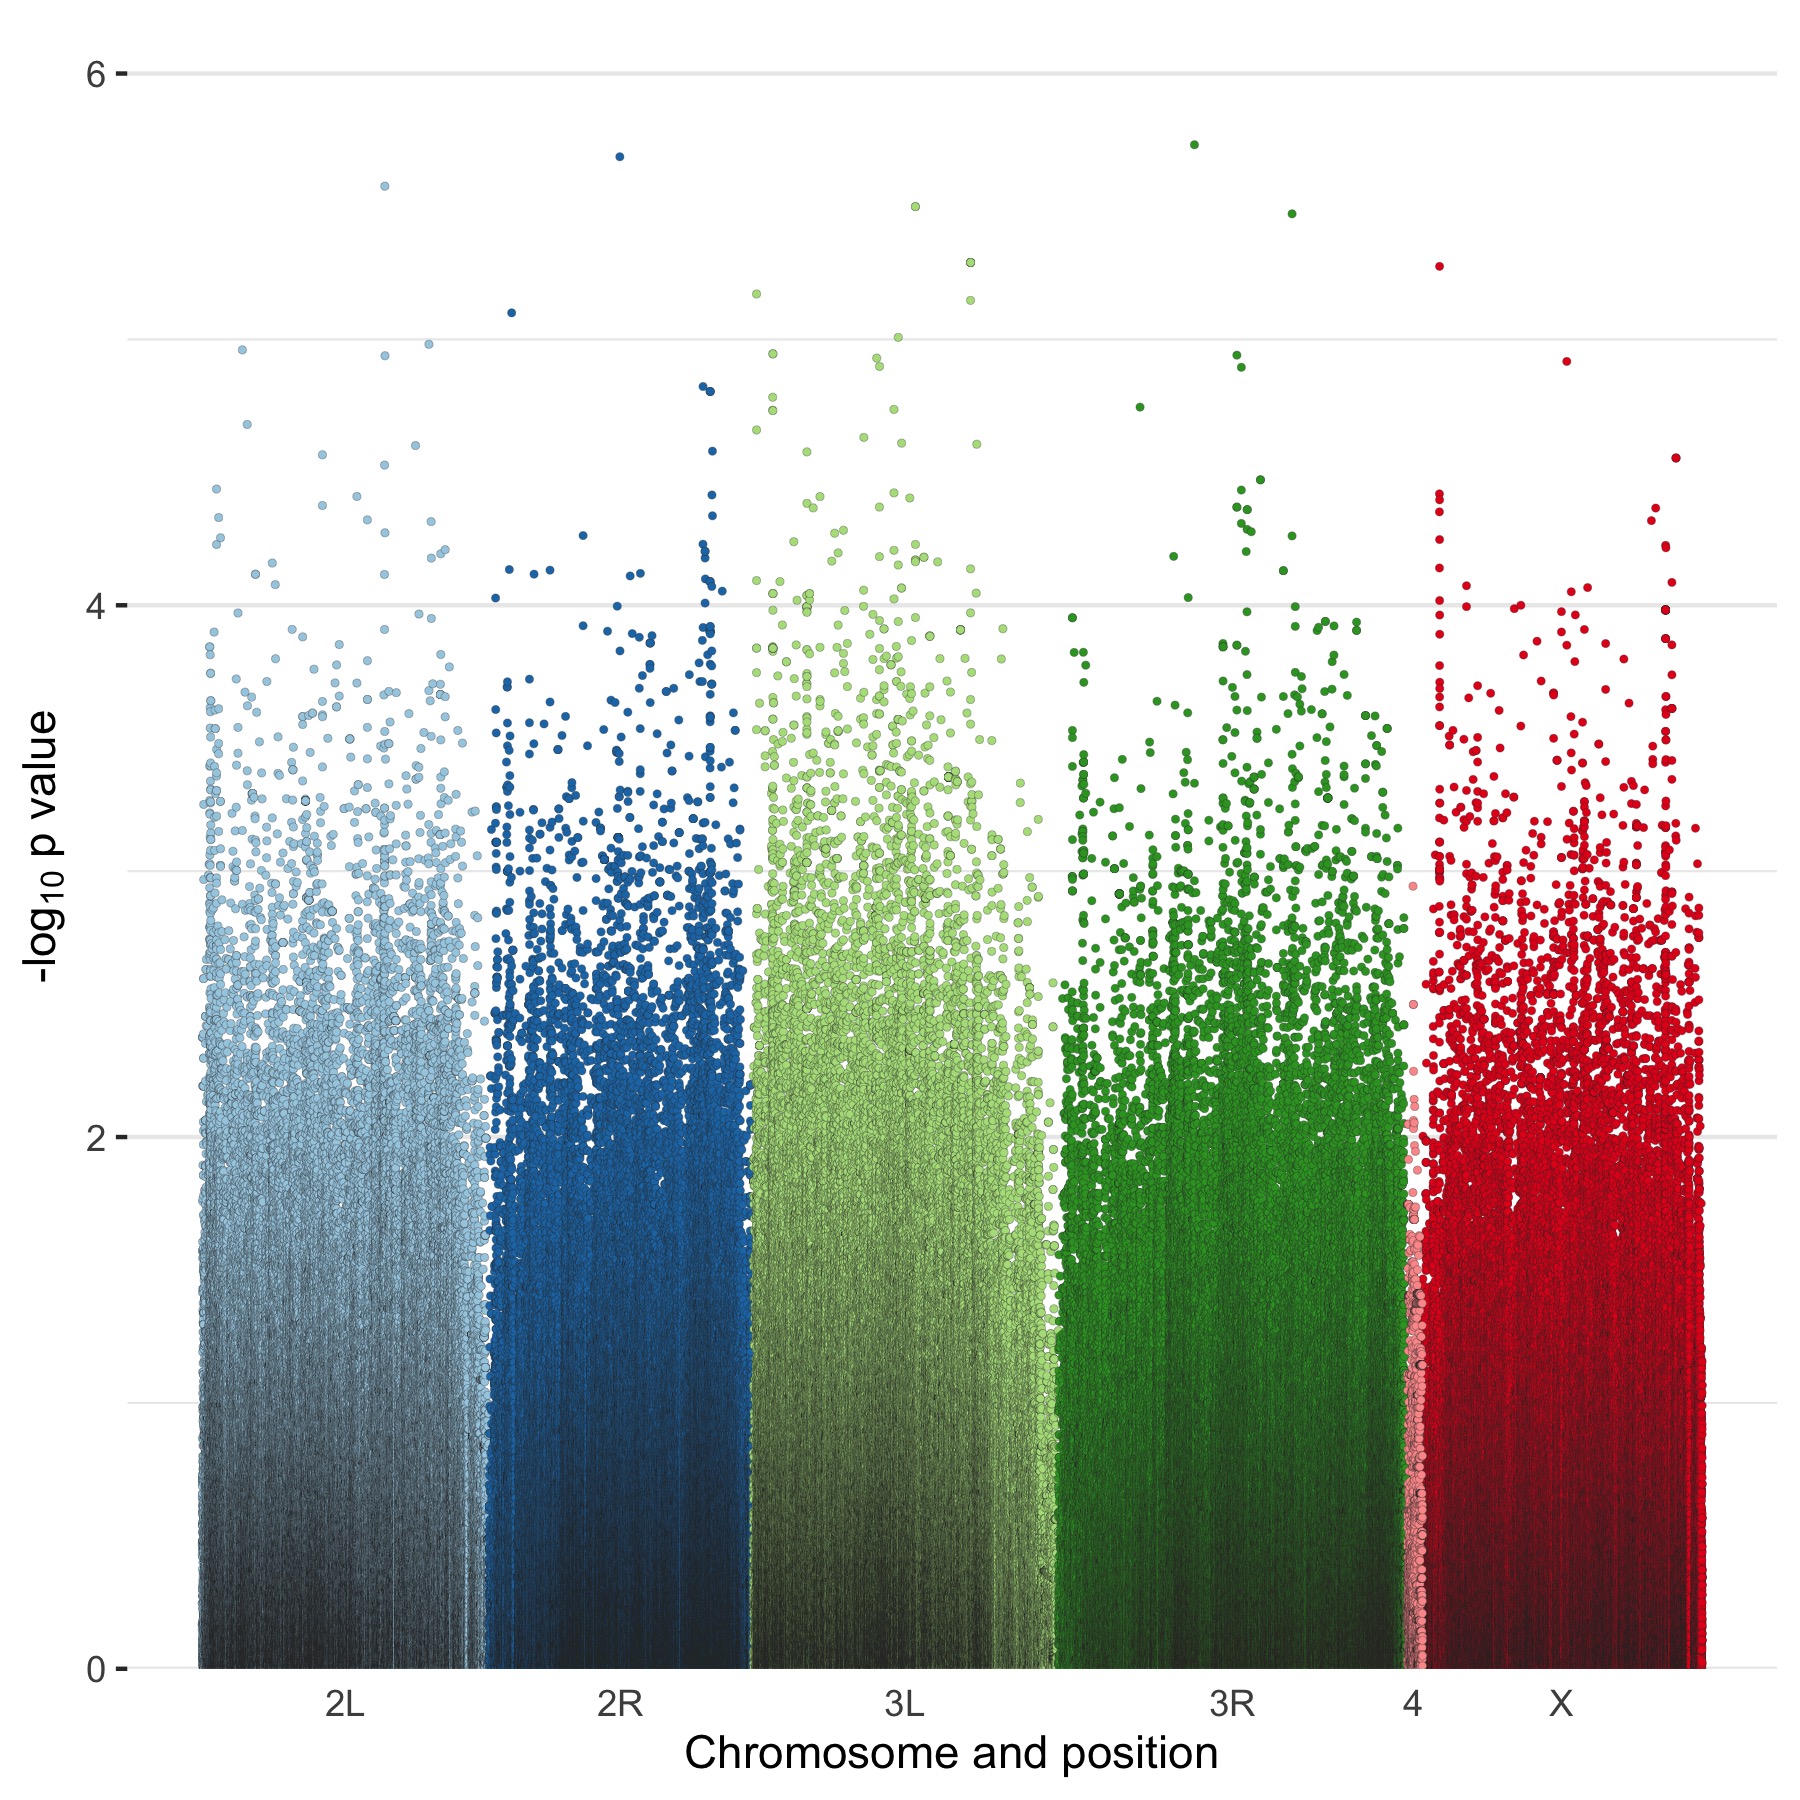 6
4
2
0
-log₁₀ p value
2L 2R 3L 3R 4 X
Chromosome and position